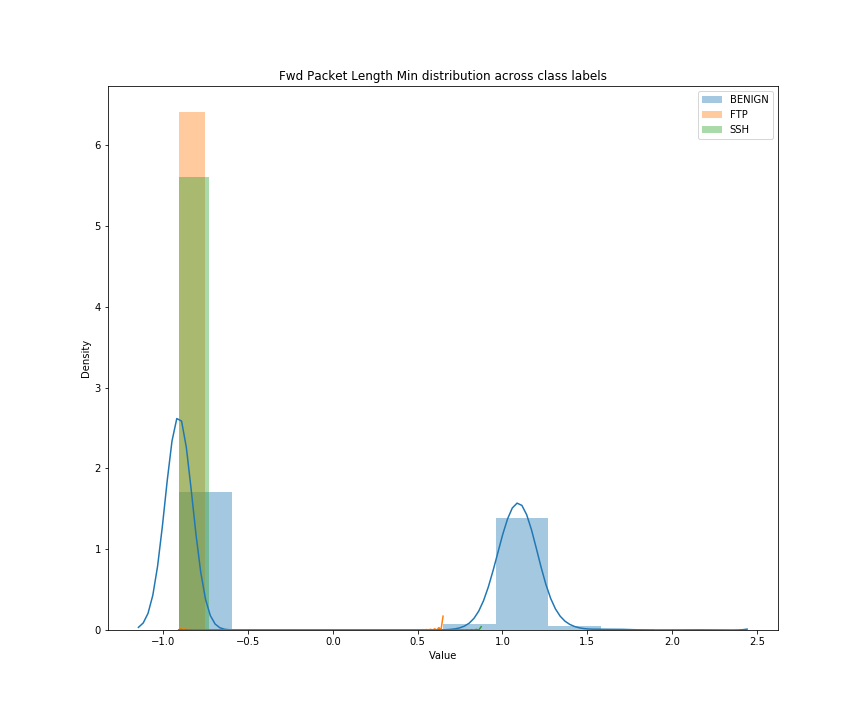 Fwd Packet Length Min distribution across class labels
BENIGN
FTP
SSH
6
5
4
3
2
1
0
Density
−1.0 −0.5 0.0 0.5 1.0 1.5 2.0 2.5
Value